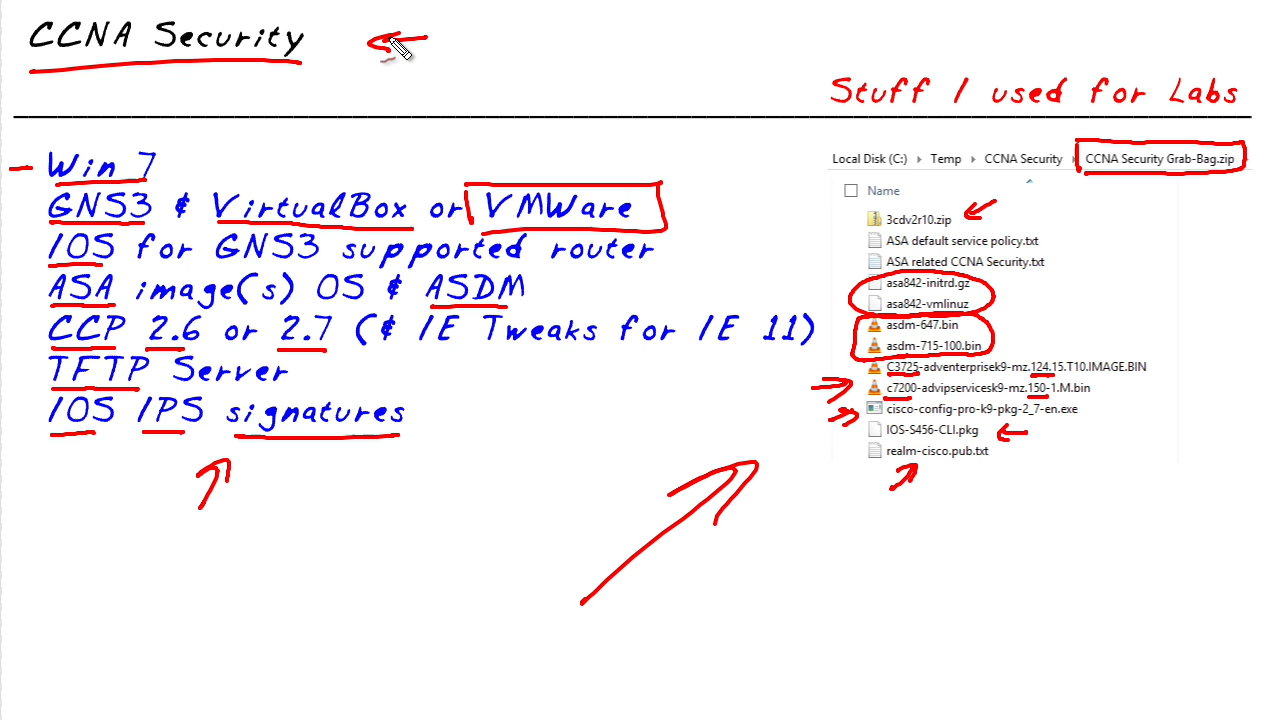 CCNA Security
Stuff I used for Labs
- Win 7
GNS3 & VirtualBox or VMWare
IOS for GNS3 supported router
ASA image(s) OS & ASDM
CCP 2.6 or 2.7 (& IE Tweaks for IE 11)
TFTP Server
IOS IPS signatures
Local Disk (C:) Temp CCNA Security CCNA Security Grab-Bag.zip
Name
3cdv2r10.zip
ASA default service policy.txt
ASA related CCNA Security.txt
asa842-initrd.gz
asa842-vmlinuz
asdm-647.bin
asdm-715-100.bin
C3725-adventerprisek9-mz.124.15.T10.IMAGE.BIN
c7200-advipservicesk9-mz.150-1.M.bin
cisco-config-pro-k9-pkg-2_7-en.exe
IOS-S456-CLI.pkg
realm-cisco.pub.txt